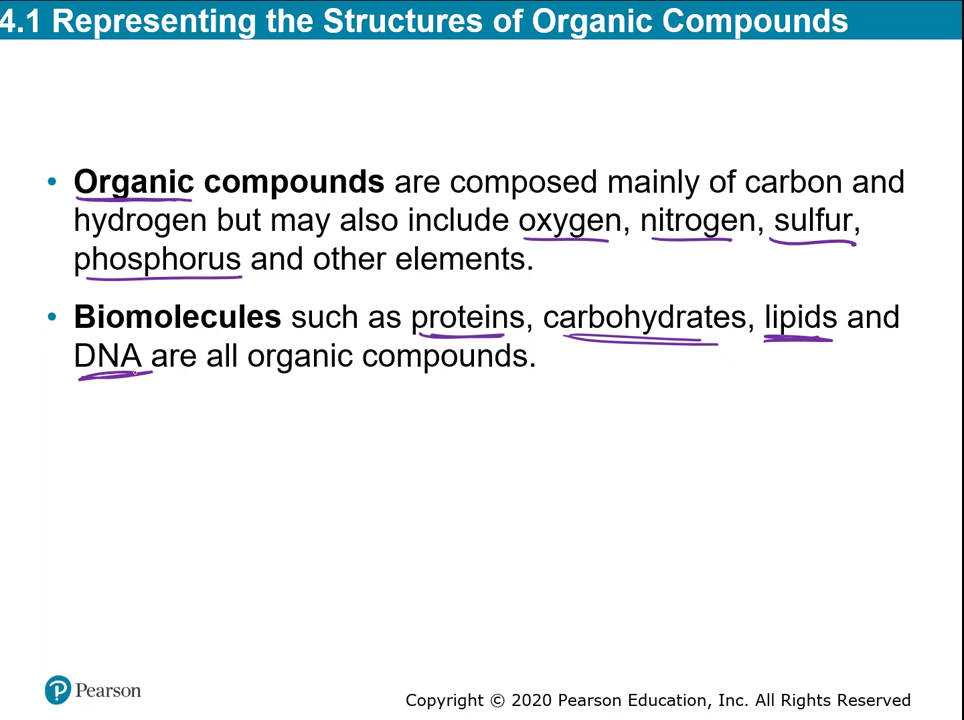 4.1 Representing the Structures of Organic Compounds
• Organic compounds are composed mainly of carbon and
hydrogen but may also include oxygen, nitrogen, sulfur,
phosphorus and other elements.
• Biomolecules such as proteins, carbohydrates, lipids and
DNA are all organic compounds.
P Pearson
Copyright © 2020 Pearson Education, Inc. All Rights Reserved